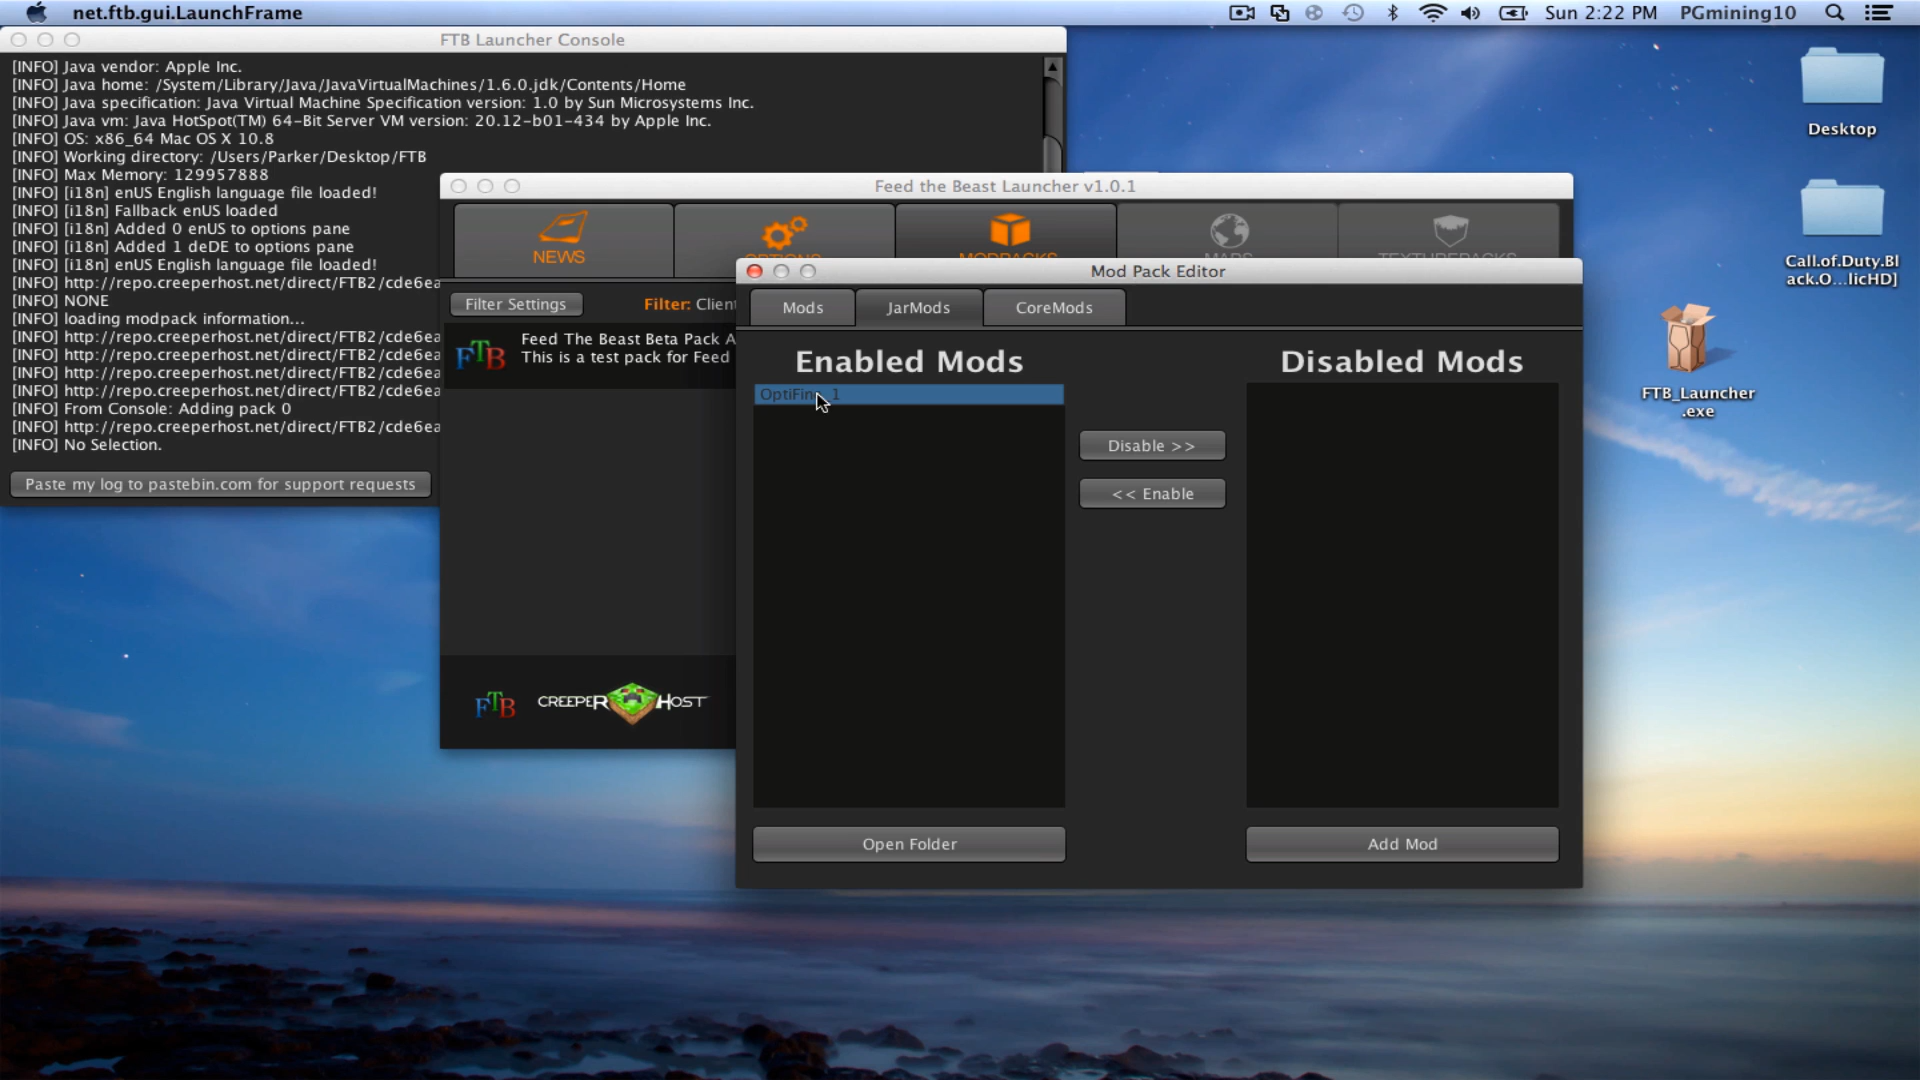 net.ftb.gui.LaunchFrame
Sun 2:22 PM
PGmining10
FTB Launcher Console
[INFO] Java vendor: Apple Inc.
[INFO] Java home: /System/Library/Java/JavaVirtualMachines/1.6.0.jdk/Contents/Home
[INFO] Java specification: Java Virtual Machine Specification version: 1.0 by Sun Microsystems Inc.
[INFO] Java vm: Java HotSpot(TM) 64-Bit Server VM version: 20.12-b01-434 by Apple Inc.
[INFO] OS: x86_64 Mac OS X 10.8
[INFO] Working directory: /Users/Parker/Desktop/FTB
[INFO] Max Memory: 129957888
[INFO] [i18n] enUS English language file loaded!
[INFO] [i18n] Fallback enUS loaded
[INFO] [i18n] Added 0 enUS to options pane
[INFO] [i18n] Added 1 deDE to options pane
[INFO] [i18n] enUS English language file loaded!
[INFO] http://repo.creeperhost.net/direct/FTB2/cde6ea
[INFO] NONE
[INFO] loading modpack information...
[INFO] http://repo.creeperhost.net/direct/FTB2/cde6ea
[INFO] http://repo.creeperhost.net/direct/FTB2/cde6ea
[INFO] http://repo.creeperhost.net/direct/FTB2/cde6ea
[INFO] http://repo.creeperhost.net/direct/FTB2/cde6ea
[INFO] From Console: Adding pack 0
[INFO] http://repo.creeperhost.net/direct/FTB2/cde6ea
[INFO] No Selection.
Paste my log to pastebin.com for support requests
Feed the Beast Launcher v1.0.1
NEWS
OPTIONS
MODPACKS
MAPS
TEXTUREPACKS
Filter Settings
Filter: Client
FTB
Feed The Beast Beta Pack A
This is a test pack for Feed
FTB
CREEPER HOST
Mod Pack Editor
Mods
JarMods
CoreMods
Enabled Mods
Disabled Mods
Disable >>
<< Enable
Open Folder
Add Mod
Desktop
Call.of.Duty.Bl
ack.O...licHD]
FTB_Launcher
.exe